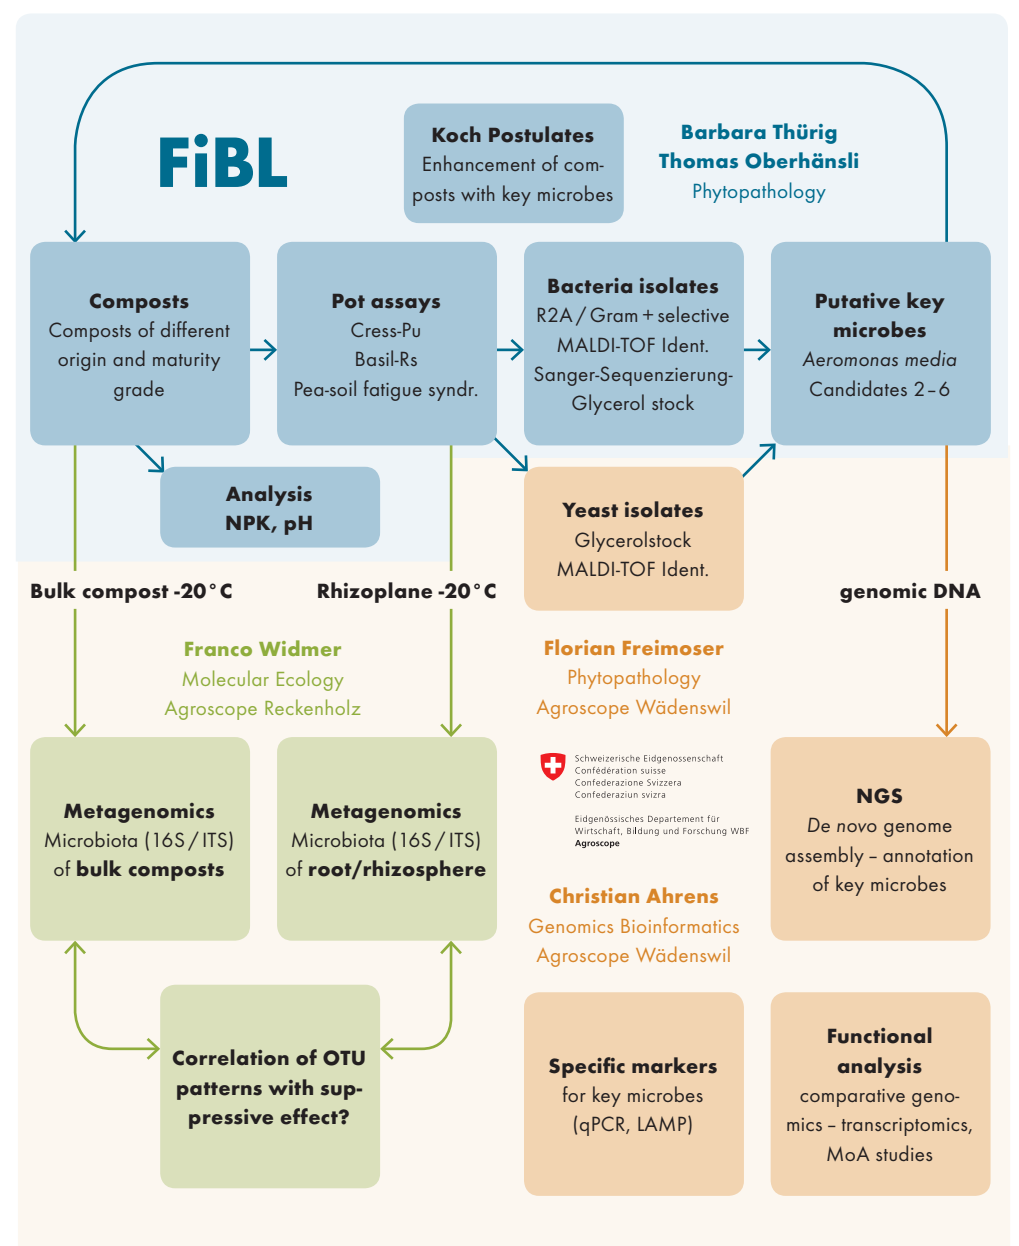 FiBL
Koch Postulates
Enhancement of com-
posts with key microbes
Barbara Thürig
Thomas Oberhänsli
Phytopathology
Composts
Composts of different
origin and maturity
grade
Pot assays
Cress-Pu
Basil-Rs
Pea-soil fatigue syndr.
Bacteria isolates
R2A / Gram + selective
MALDI-TOF Ident.
Sanger-Sequenzierung-
Glycerol stock
Putative key
microbes
Aeromonas media
Candidates 2 – 6
Analysis
NPK, pH
Yeast isolates
Glycerolstock
MALDI-TOF Ident.
Bulk compost -20°C
Rhizoplane -20°C
genomic DNA
Franco Widmer
Molecular Ecology
Agroscope Reckenholz
Florian Freimoser
Phytopathology
Agroscope Wädenswil
Metagenomics
Microbiota (16S / ITS)
of bulk composts
Metagenomics
Microbiota (16S / ITS)
of root/rhizosphere
Schweizerische Eidgenossenschaft
Confédération suisse
Confederazione Svizzera
Confederaziun svizra
Eidgenössisches Departement für
Wirtschaft, Bildung und Forschung WBF
Agroscope
NGS
De novo genome
assembly – annotation
of key microbes
Christian Ahrens
Genomics Bioinformatics
Agroscope Wädenswil
Correlation of OTU
patterns with sup-
pressive effect?
Specific markers
for key microbes
(qPCR, LAMP)
Functional
analysis
comparative geno-
mics – transcriptomics,
MoA studies